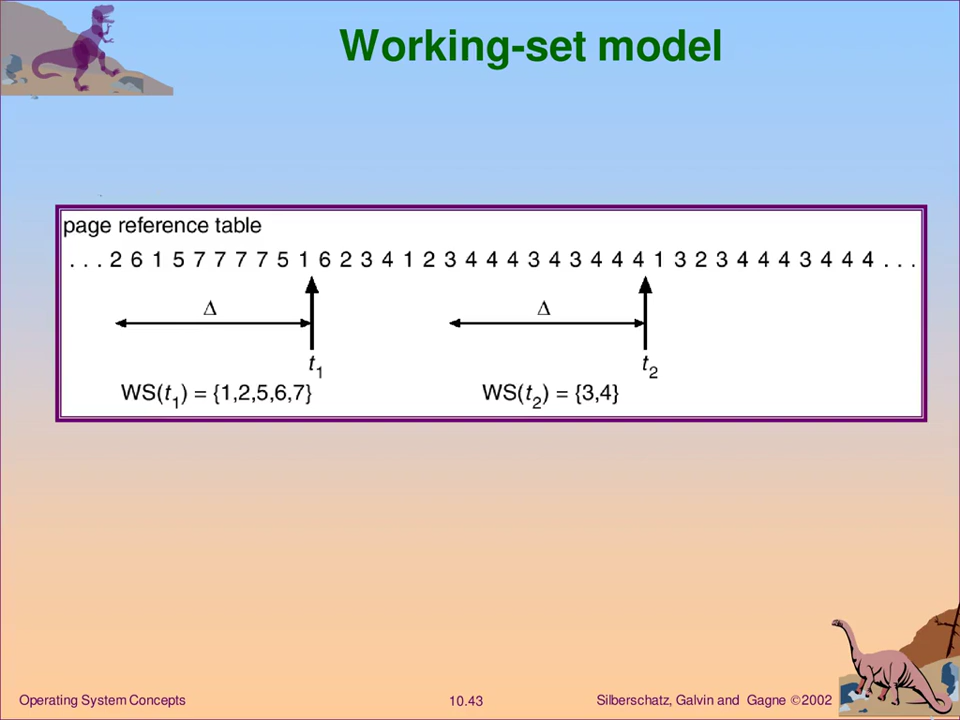 Working-set model
page reference table
. . . 2 6 1 5 7 7 7 7 5 1 6 2 3 4 1 2 3 4 4 4 3 4 3 4 4 4 1 3 2 3 4 4 4 3 4 4 4 . . .
Δ Δ
t1 t2
WS(t1) = {1,2,5,6,7} WS(t2) = {3,4}
Operating System Concepts 10.43 Silberschatz, Galvin and Gagne ©2002